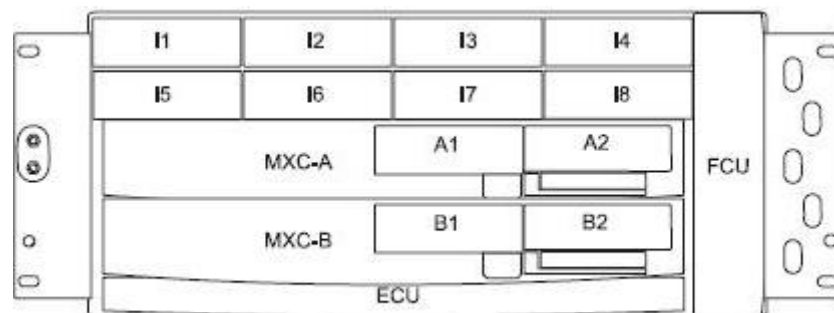 I1 I2 I3 I4
I5 I6 I7 I8
A1 A2
MXC-A FCU
B1 B2
MXC-B
ECU